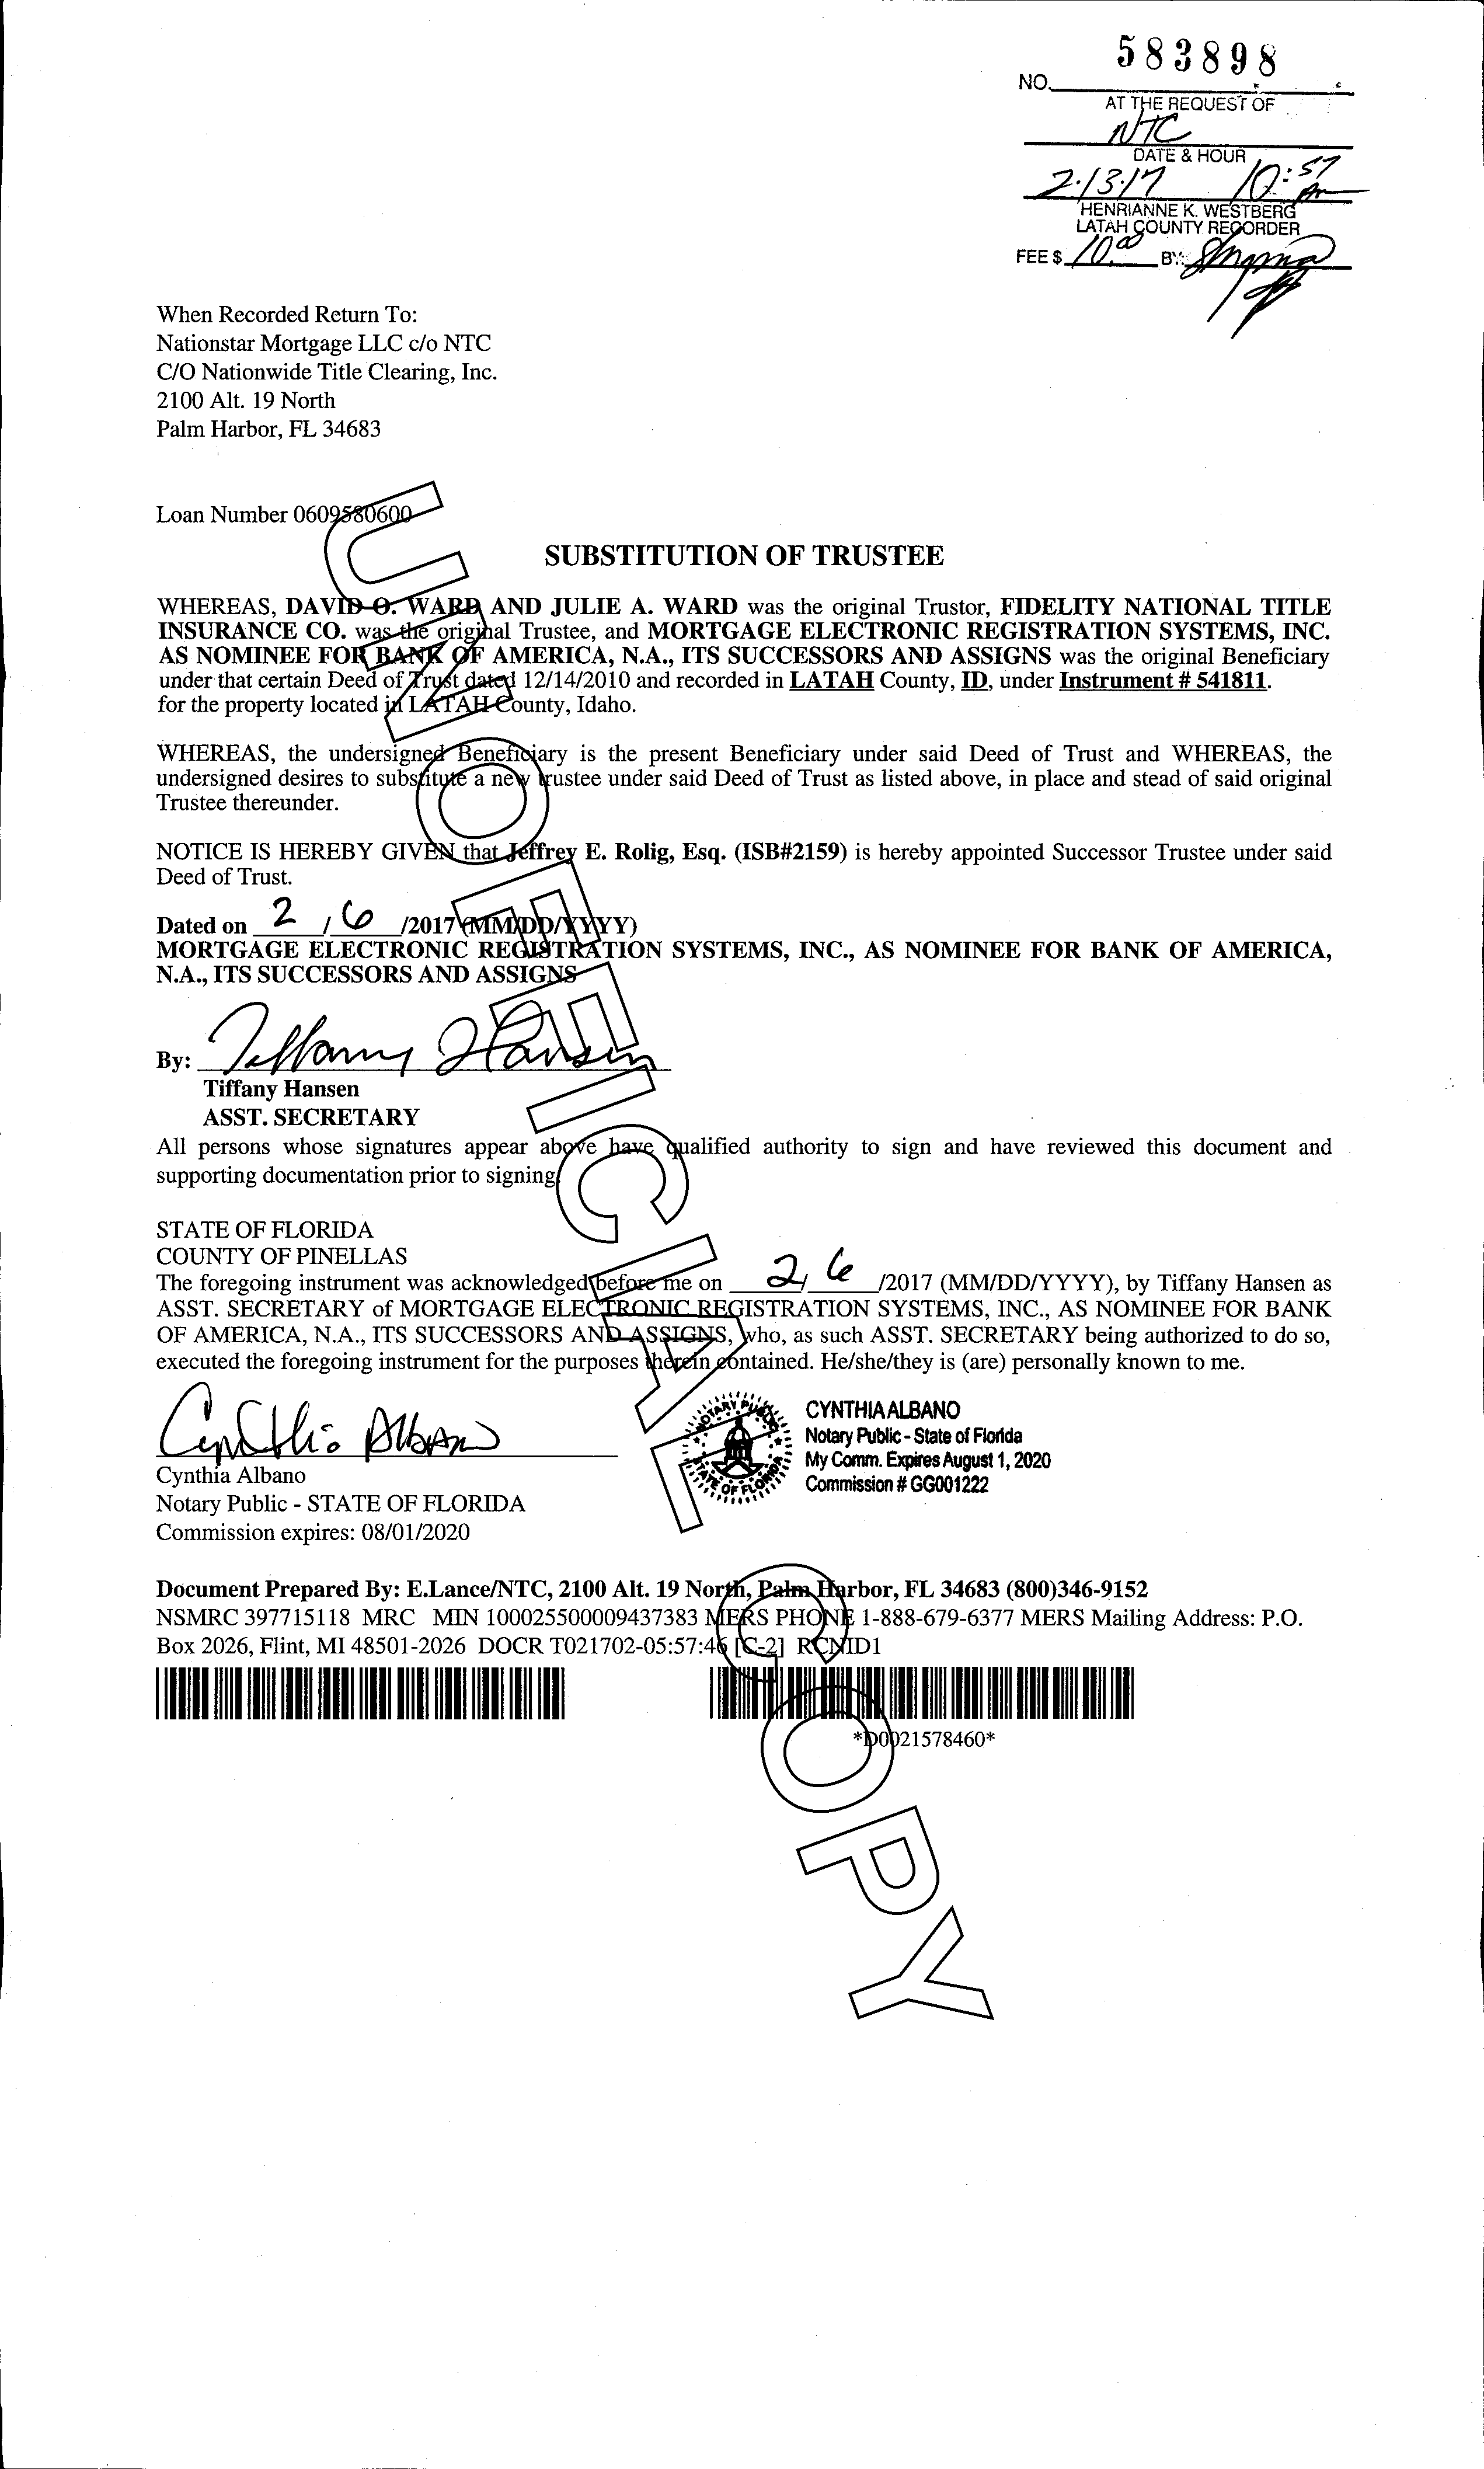 583898
NO.
AT THE REQUEST OF
NTC
DATE & HOUR
2·13·17 10:57 Am
HENRIANNE K. WESTBERG
LATAH COUNTY RECORDER
FEE $ 10.00 BY:
When Recorded Return To:
Nationstar Mortgage LLC c/o NTC
C/O Nationwide Title Clearing, Inc.
2100 Alt. 19 North
Palm Harbor, FL 34683
Loan Number 0609580600
SUBSTITUTION OF TRUSTEE
WHEREAS, DAVID O. WARD AND JULIE A. WARD was the original Trustor, FIDELITY NATIONAL TITLE
INSURANCE CO. was the original Trustee, and MORTGAGE ELECTRONIC REGISTRATION SYSTEMS, INC.
AS NOMINEE FOR BANK OF AMERICA, N.A., ITS SUCCESSORS AND ASSIGNS was the original Beneficiary
under that certain Deed of Trust dated 12/14/2010 and recorded in LATAH County, ID, under Instrument # 541811.
for the property located in LATAH County, Idaho.
WHEREAS, the undersigned Beneficiary is the present Beneficiary under said Deed of Trust and WHEREAS, the
undersigned desires to substitute a new trustee under said Deed of Trust as listed above, in place and stead of said original
Trustee thereunder.
NOTICE IS HEREBY GIVEN that Jeffrey E. Rolig, Esq. (ISB#2159) is hereby appointed Successor Trustee under said
Deed of Trust.
Dated on 2 / 6 /2017 (MM/DD/YYYY)
MORTGAGE ELECTRONIC REGISTRATION SYSTEMS, INC., AS NOMINEE FOR BANK OF AMERICA,
N.A., ITS SUCCESSORS AND ASSIGNS
By: Tiffany Hansen
Tiffany Hansen
ASST. SECRETARY
All persons whose signatures appear above have qualified authority to sign and have reviewed this document and
supporting documentation prior to signing.
STATE OF FLORIDA
COUNTY OF PINELLAS
The foregoing instrument was acknowledged before me on 2 / 6 /2017 (MM/DD/YYYY), by Tiffany Hansen as
ASST. SECRETARY of MORTGAGE ELECTRONIC REGISTRATION SYSTEMS, INC., AS NOMINEE FOR BANK
OF AMERICA, N.A., ITS SUCCESSORS AND ASSIGNS, who, as such ASST. SECRETARY being authorized to do so,
executed the foregoing instrument for the purposes therein contained. He/she/they is (are) personally known to me.
Cynthia Albano
Cynthia Albano
Notary Public - STATE OF FLORIDA
Commission expires: 08/01/2020
NOTARY PUBLIC
STATE OF FLORIDA
CYNTHIA ALBANO
Notary Public - State of Florida
My Comm. Expires August 1, 2020
Commission # GG001222
Document Prepared By: E.Lance/NTC, 2100 Alt. 19 North, Palm Harbor, FL 34683 (800)346-9152
NSMRC 397715118 MRC MIN 100025500009437383 MERS PHONE 1-888-679-6377 MERS Mailing Address: P.O.
Box 2026, Flint, MI 48501-2026 DOCR T021702-05:57:46 [C-2] RCNID1
*D0021578460*
UNOFFICIAL COPY